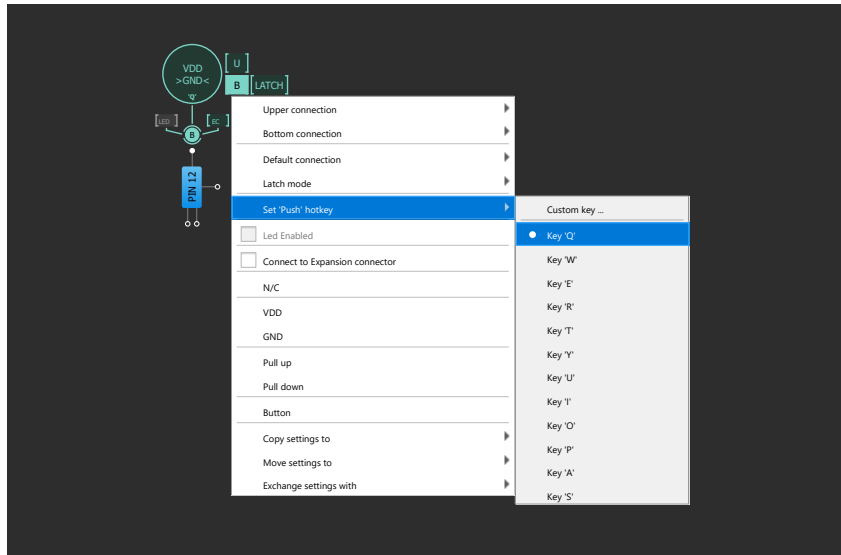 VDD
>GND<
'Q'
[ U ]
B [LATCH]
[LED] [EC]
B
PIN 12
Upper connection
Bottom connection
Default connection
Latch mode
Set 'Push' hotkey
Led Enabled
Connect to Expansion connector
N/C
VDD
GND
Pull up
Pull down
Button
Copy settings to
Move settings to
Exchange settings with
Custom key ...
Key 'Q'
Key 'W'
Key 'E'
Key 'R'
Key 'T'
Key 'Y'
Key 'U'
Key 'I'
Key 'O'
Key 'P'
Key 'A'
Key 'S'